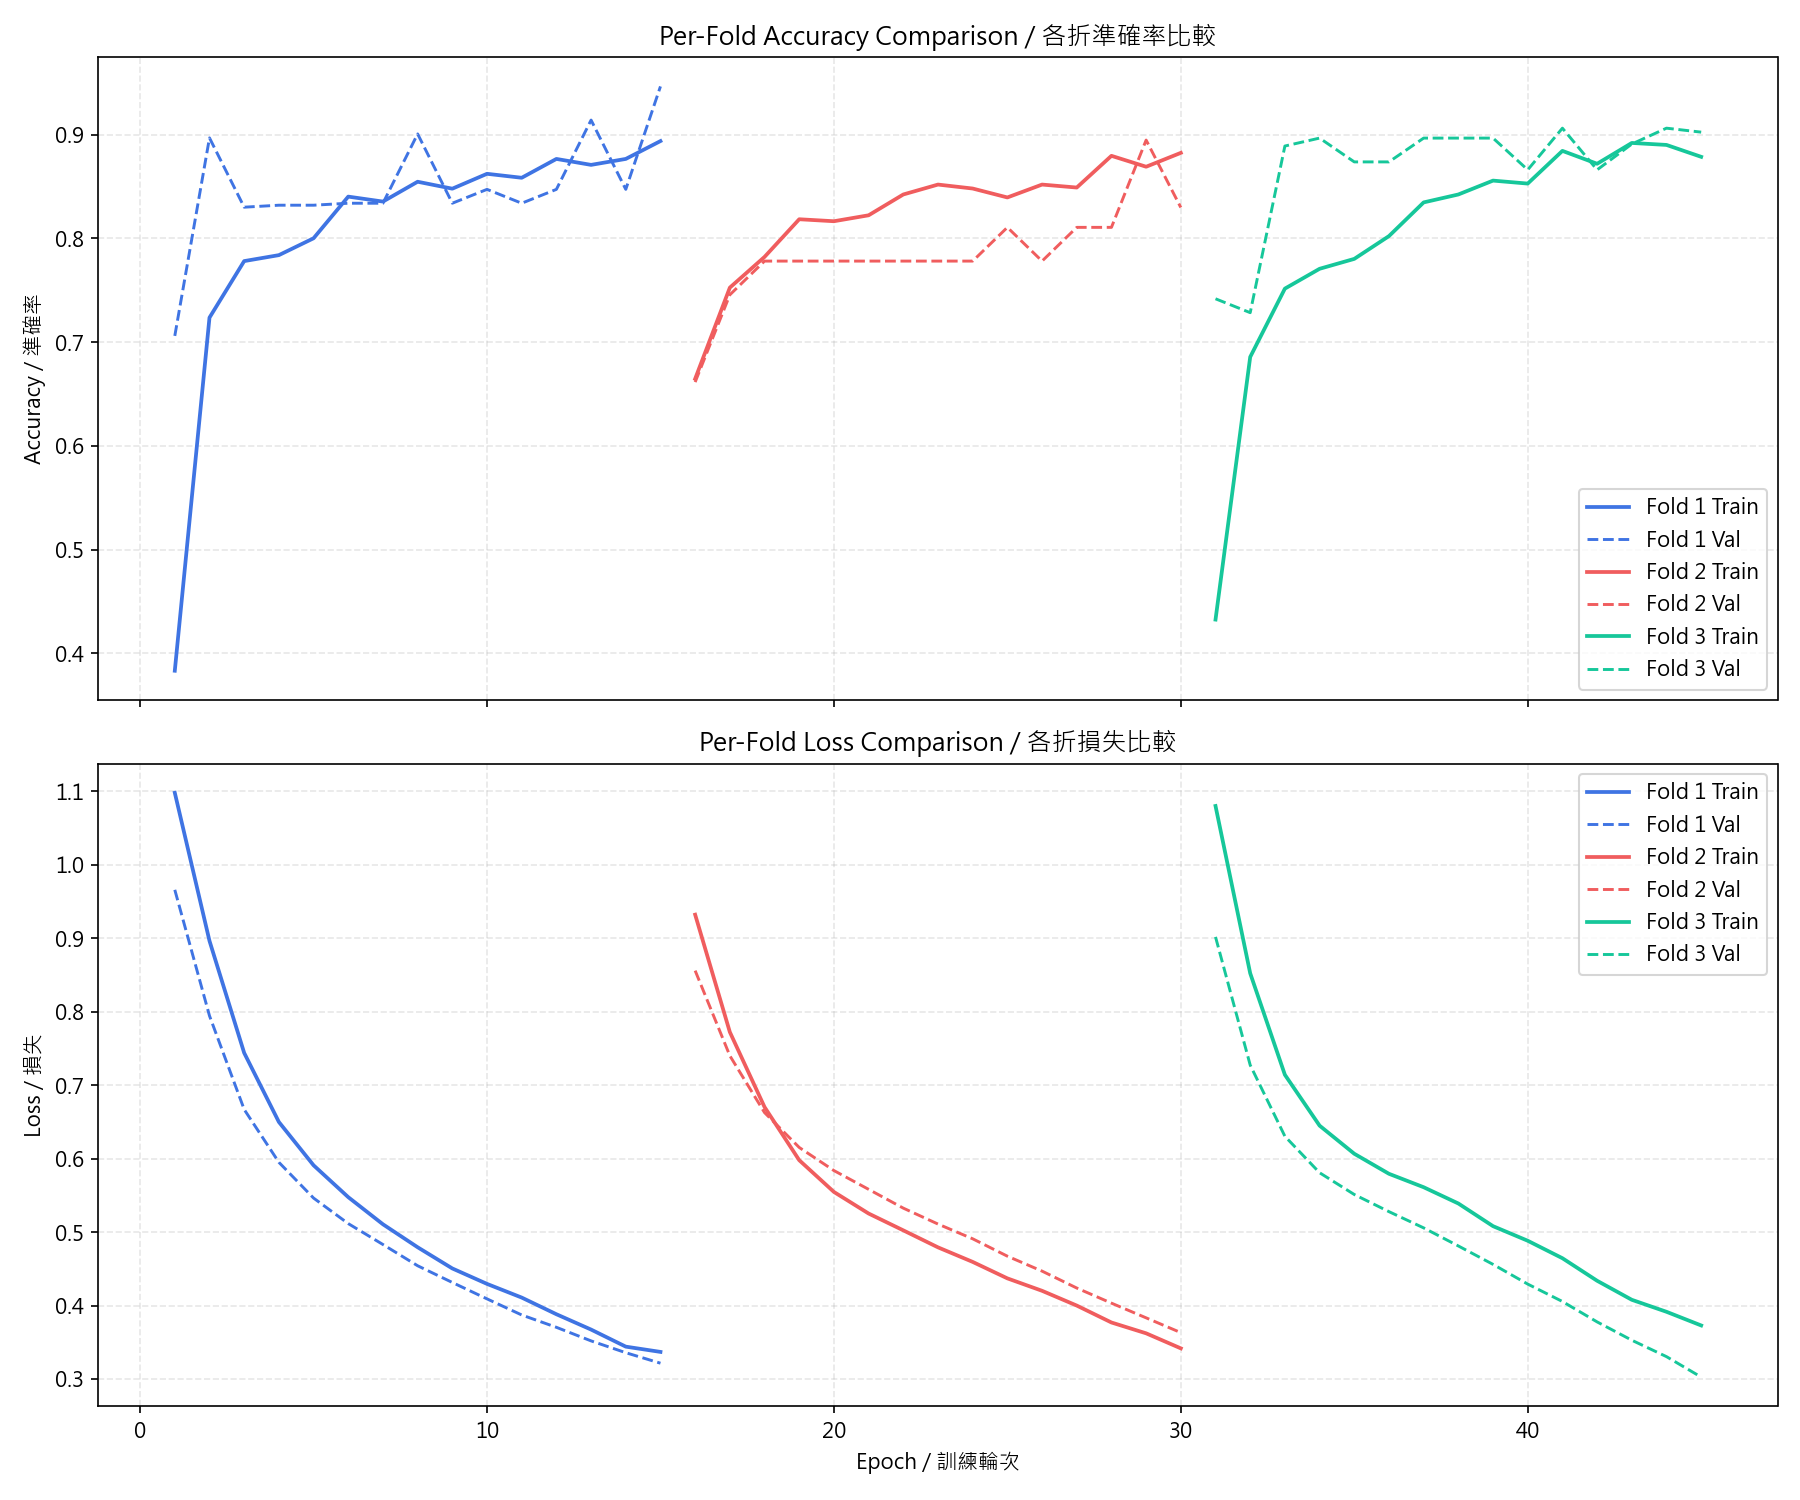 Per-Fold Accuracy Comparison / 各折準確率比較
Accuracy / 準確率
0.9
0.8
0.7
0.6
0.5
0.4
Fold 1 Train
Fold 1 Val
Fold 2 Train
Fold 2 Val
Fold 3 Train
Fold 3 Val
Per-Fold Loss Comparison / 各折損失比較
Loss / 損失
1.1
1.0
0.9
0.8
0.7
0.6
0.5
0.4
0.3
Fold 1 Train
Fold 1 Val
Fold 2 Train
Fold 2 Val
Fold 3 Train
Fold 3 Val
0 10 20 30 40
Epoch / 訓練輪次